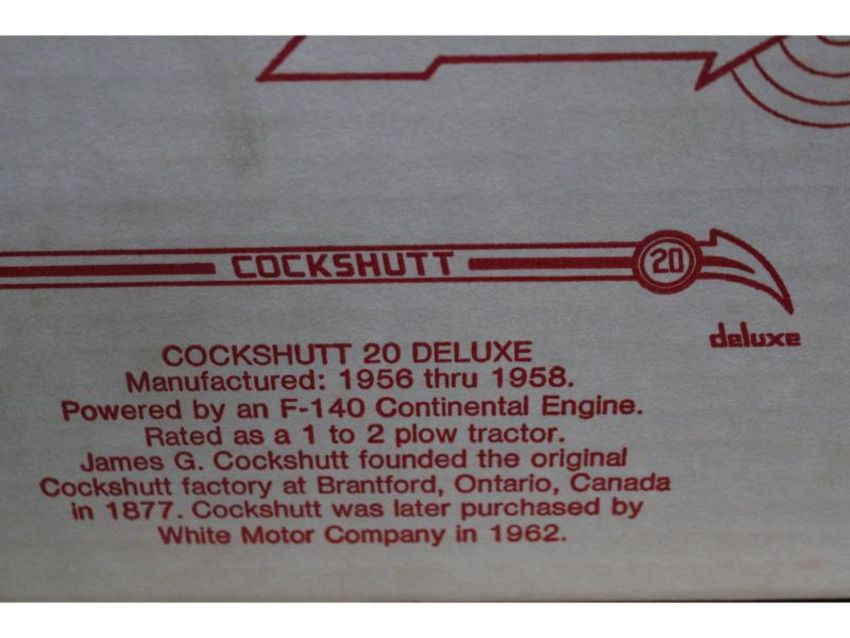 COCKSHUTT 20
deluxe
COCKSHUTT 20 DELUXE
Manufactured: 1956 thru 1958.
Powered by an F-140 Continental Engine.
Rated as a 1 to 2 plow tractor.
James G. Cockshutt founded the original
Cockshutt factory at Brantford, Ontario, Canada
in 1877. Cockshutt was later purchased by
White Motor Company in 1962.